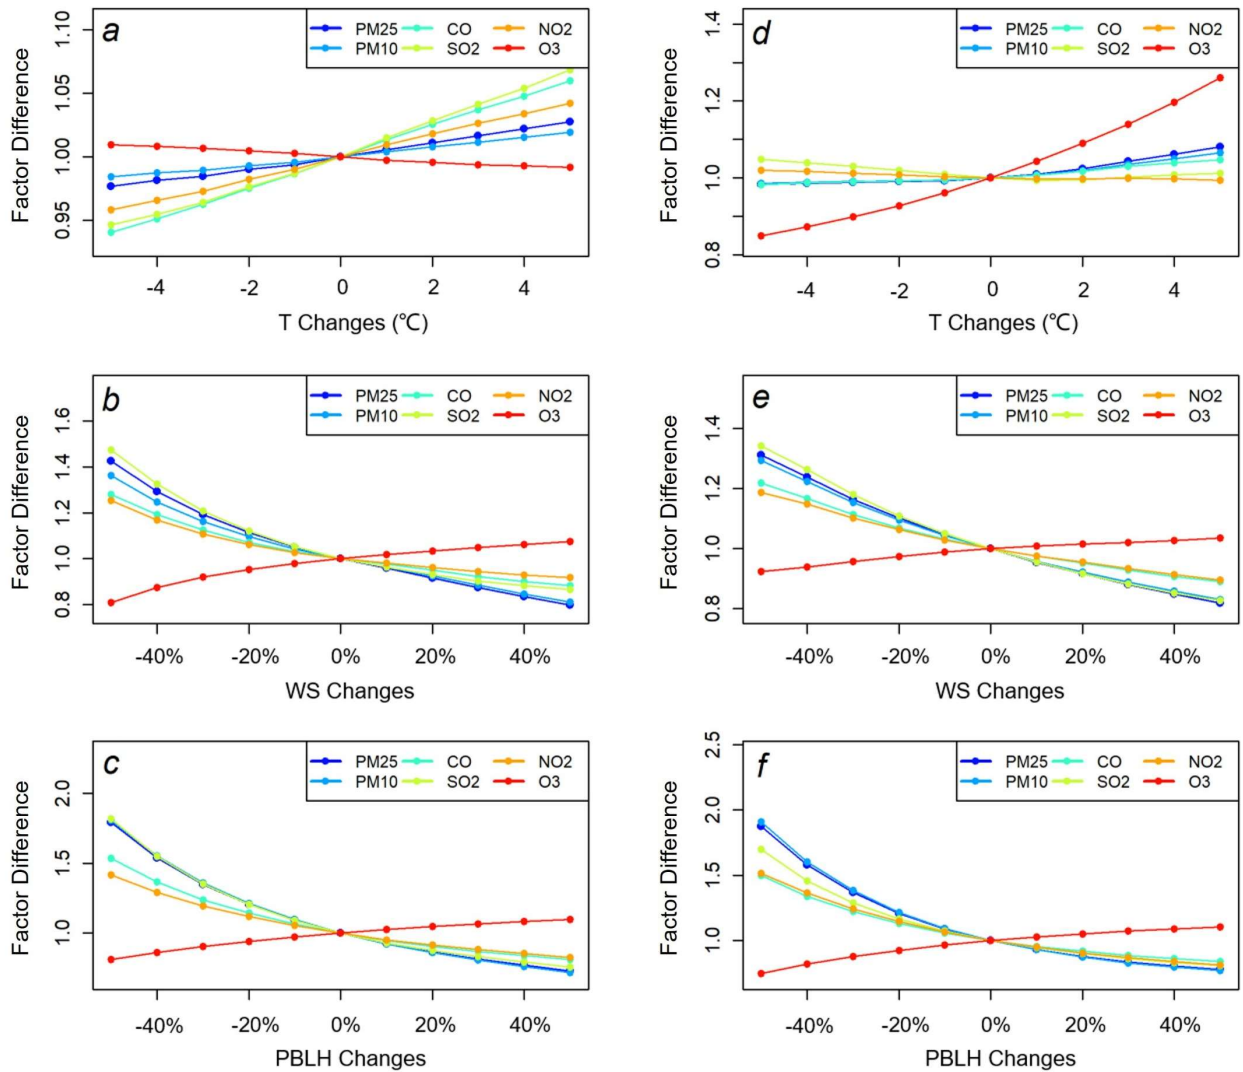 a
PM25 CO NO2
PM10 SO2 O3
Factor Difference
1.10
1.05
1.00
0.95
-4 -2 0 2 4
T Changes (℃)
d
PM25 CO NO2
PM10 SO2 O3
Factor Difference
1.4
1.2
1.0
0.8
-4 -2 0 2 4
T Changes (℃)
b
PM25 CO NO2
PM10 SO2 O3
Factor Difference
1.6
1.4
1.2
1.0
0.8
-40% -20% 0% 20% 40%
WS Changes
e
PM25 CO NO2
PM10 SO2 O3
Factor Difference
1.4
1.2
1.0
0.8
-40% -20% 0% 20% 40%
WS Changes
c
PM25 CO NO2
PM10 SO2 O3
Factor Difference
2.0
1.5
1.0
-40% -20% 0% 20% 40%
PBLH Changes
f
PM25 CO NO2
PM10 SO2 O3
Factor Difference
2.5
2.0
1.5
1.0
-40% -20% 0% 20% 40%
PBLH Changes